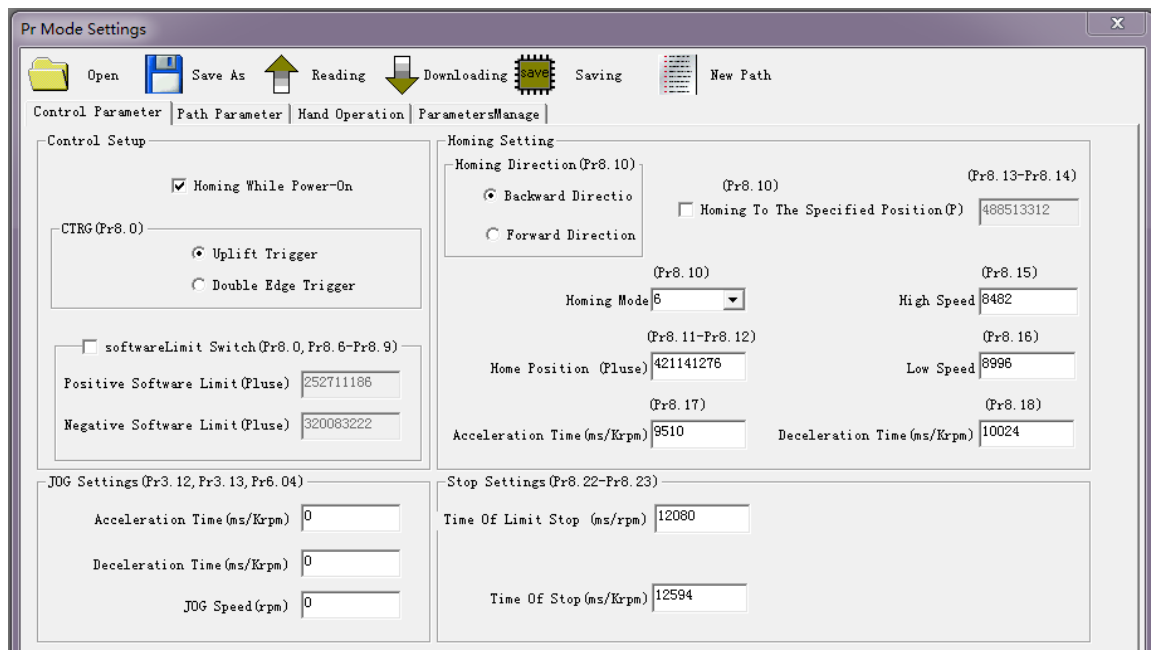 Pr Mode Settings
Open Save As Reading Downloading save Saving New Path
Control Parameter Path Parameter Hand Operation ParametersManage
Control Setup
Homing While Power-On
CTRG(Pr8.0)
Uplift Trigger
Double Edge Trigger
softwareLimit Switch(Pr8.0, Pr8.6-Pr8.9)
Positive Software Limit(Pluse) 252711186
Negative Software Limit(Pluse) 320083222
Homing Setting
Homing Direction(Pr8.10)
Backward Directio
Forward Direction
(Pr8.10) (Pr8.13-Pr8.14)
Homing To The Specified Position(P) 488513312
(Pr8.10) (Pr8.15)
Homing Mode 6 High Speed 8482
(Pr8.11-Pr8.12) (Pr8.16)
Home Position (Pluse) 421141276 Low Speed 8996
(Pr8.17) (Pr8.18)
Acceleration Time(ms/Krpm) 9510 Deceleration Time(ms/Krpm) 10024
JOG Settings(Pr3.12, Pr3.13, Pr6.04)
Acceleration Time(ms/Krpm) 0
Deceleration Time(ms/Krpm) 0
JOG Speed(rpm) 0
Stop Settings(Pr8.22-Pr8.23)
Time Of Limit Stop (ms/rpm) 12080
Time Of Stop(ms/Krpm) 12594